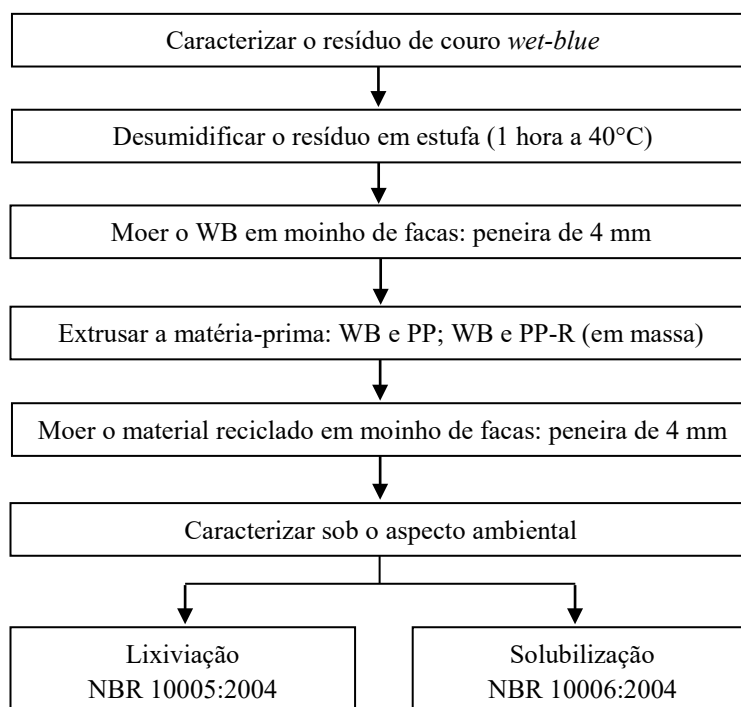 Caracterizar o resíduo de couro wet-blue
Desumidificar o resíduo em estufa (1 hora a 40°C)
Moer o WB em moinho de facas: peneira de 4 mm
Extrusar a matéria-prima: WB e PP; WB e PP-R (em massa)
Moer o material reciclado em moinho de facas: peneira de 4 mm
Caracterizar sob o aspecto ambiental
Lixiviação
NBR 10005:2004
Solubilização
NBR 10006:2004